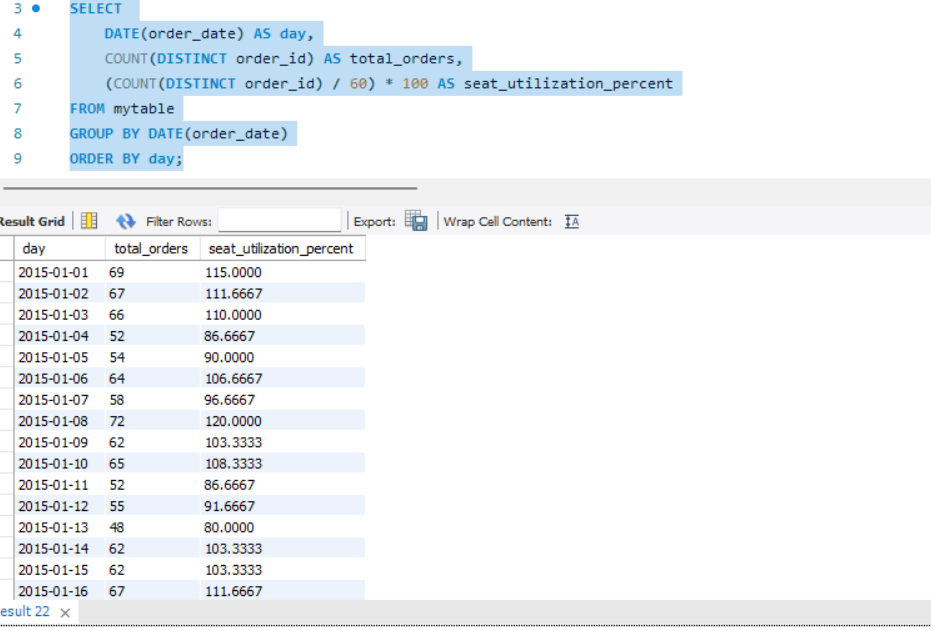 3 SELECT
4 DATE(order_date) AS day,
5 COUNT(DISTINCT order_id) AS total_orders,
6 (COUNT(DISTINCT order_id) / 60) * 100 AS seat_utilization_percent
7 FROM mytable
8 GROUP BY DATE(order_date)
9 ORDER BY day;
Result Grid Filter Rows: Export: Wrap Cell Content: IA
day total_orders seat_utilization_percent
2015-01-01 69 115.0000
2015-01-02 67 111.6667
2015-01-03 66 110.0000
2015-01-04 52 86.6667
2015-01-05 54 90.0000
2015-01-06 64 106.6667
2015-01-07 58 96.6667
2015-01-08 72 120.0000
2015-01-09 62 103.3333
2015-01-10 65 108.3333
2015-01-11 52 86.6667
2015-01-12 55 91.6667
2015-01-13 48 80.0000
2015-01-14 62 103.3333
2015-01-15 62 103.3333
2015-01-16 67 111.6667
esult 22